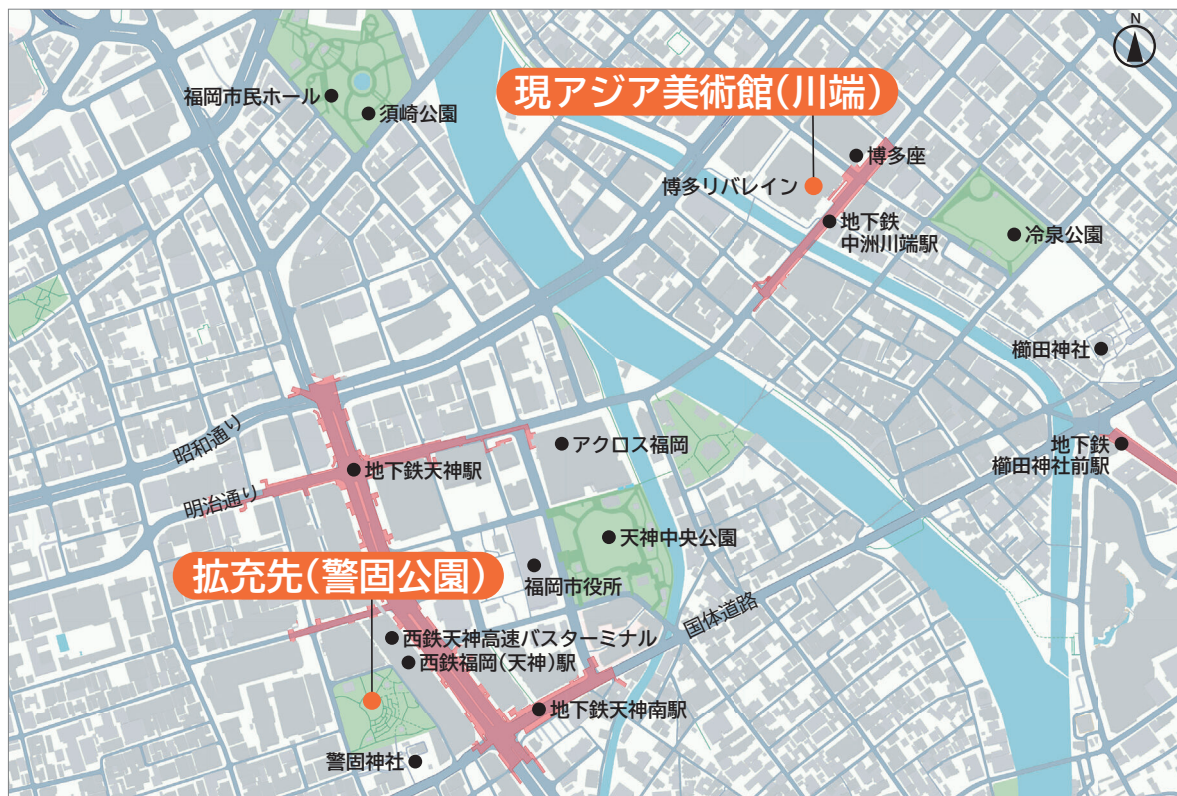 N
現アジア美術館(川端)
福岡市民ホール
須崎公園
博多座
博多リバレイン
地下鉄
中洲川端駅
冷泉公園
櫛田神社
昭和通り
アクロス福岡
地下鉄
櫛田神社前駅
地下鉄天神駅
明治通り
天神中央公園
拡充先(警固公園)
福岡市役所
国体道路
西鉄天神高速バスターミナル
西鉄福岡(天神)駅
地下鉄天神南駅
警固神社